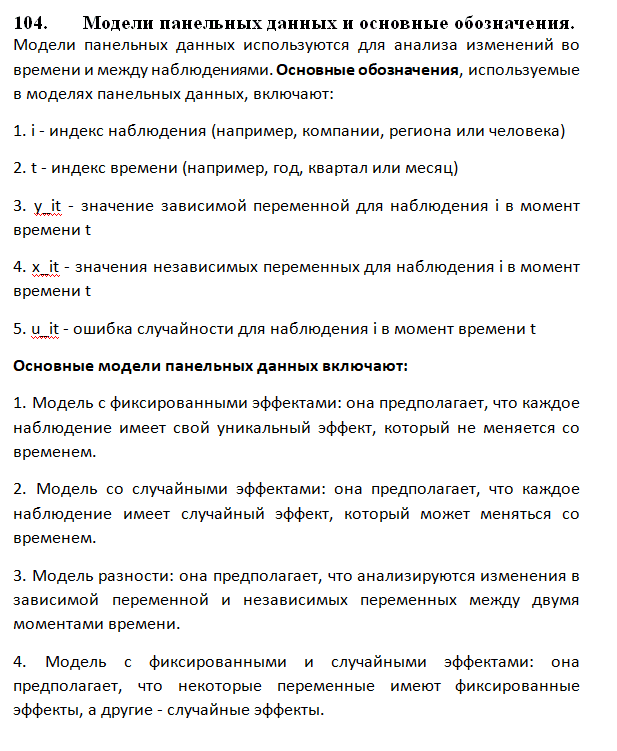 104. Модели панельных данных и основные обозначения.
Модели панельных данных используются для анализа изменений во
времени и между наблюдениями. Основные обозначения, используемые
в моделях панельных данных, включают:
1. i - индекс наблюдения (например, компании, региона или человека)
2. t - индекс времени (например, год, квартал или месяц)
3. y_it - значение зависимой переменной для наблюдения i в момент
времени t
4. x_it - значения независимых переменных для наблюдения i в момент
времени t
5. u_it - ошибка случайности для наблюдения i в момент времени t
Основные модели панельных данных включают:
1. Модель с фиксированными эффектами: она предполагает, что каждое
наблюдение имеет свой уникальный эффект, который не меняется со
временем.
2. Модель со случайными эффектами: она предполагает, что каждое
наблюдение имеет случайный эффект, который может меняться со
временем.
3. Модель разности: она предполагает, что анализируются изменения в
зависимой переменной и независимых переменных между двумя
моментами времени.
4. Модель с фиксированными и случайными эффектами: она
предполагает, что некоторые переменные имеют фиксированные
эффекты, а другие - случайные эффекты.